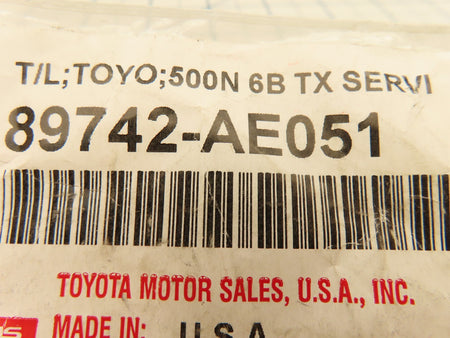 T/L;TOYO;500N 6B TX SERVI
89742-AE051
TOYOTA MOTOR SALES, U.S.A., INC.
MADE IN: U.S.A.